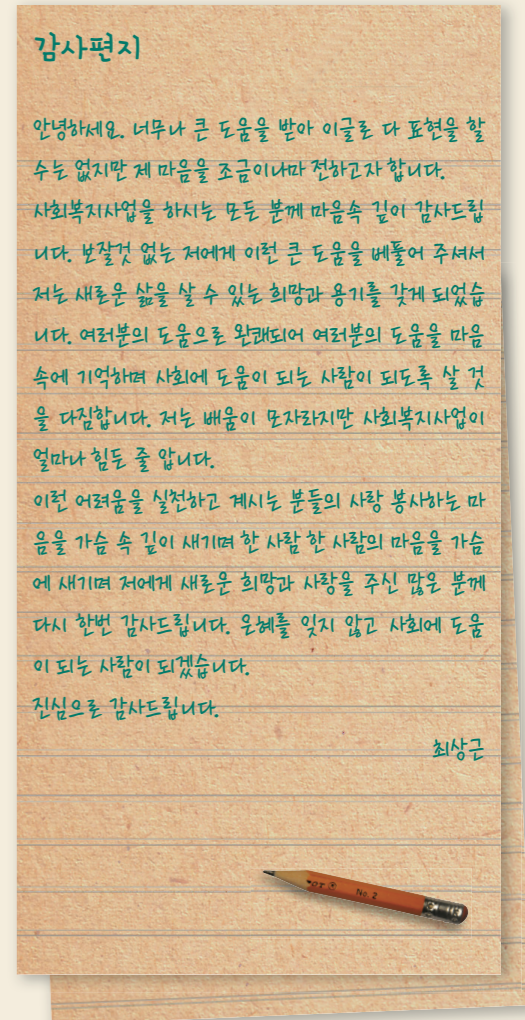 감사편지
안녕하세요. 너무나 큰 도움을 받아 이글로 다 표현을 할
수는 없지만 제 마음을 조금이나마 전하고자 합니다.
사회복지사업을 하시는 모든 분께 마음속 깊이 감사드립
니다. 보잘것 없는 저에게 이런 큰 도움을 베풀어 주셔서
저는 새로운 삶을 살 수 있는 희망과 용기를 갖게 되었습
니다. 여러분의 도움으로 완쾌되어 여러분의 도움을 마음
속에 기억하며 사회에 도움이 되는 사람이 되도록 살 것
을 다짐합니다. 저는 배움이 모자라지만 사회복지사업이
얼마나 힘든 줄 압니다.
이런 어려움을 실천하고 계시는 분들의 사랑 봉사하는 마
음을 가슴 속 깊이 새기며 한 사람 한 사람의 마음을 가슴
에 새기며 저에게 새로운 희망과 사랑을 주신 많은 분께
다시 한번 감사드립니다. 은혜를 잊지 않고 사회에 도움
이 되는 사람이 되겠습니다.
진심으로 감사드립니다.
최상근
No. 2